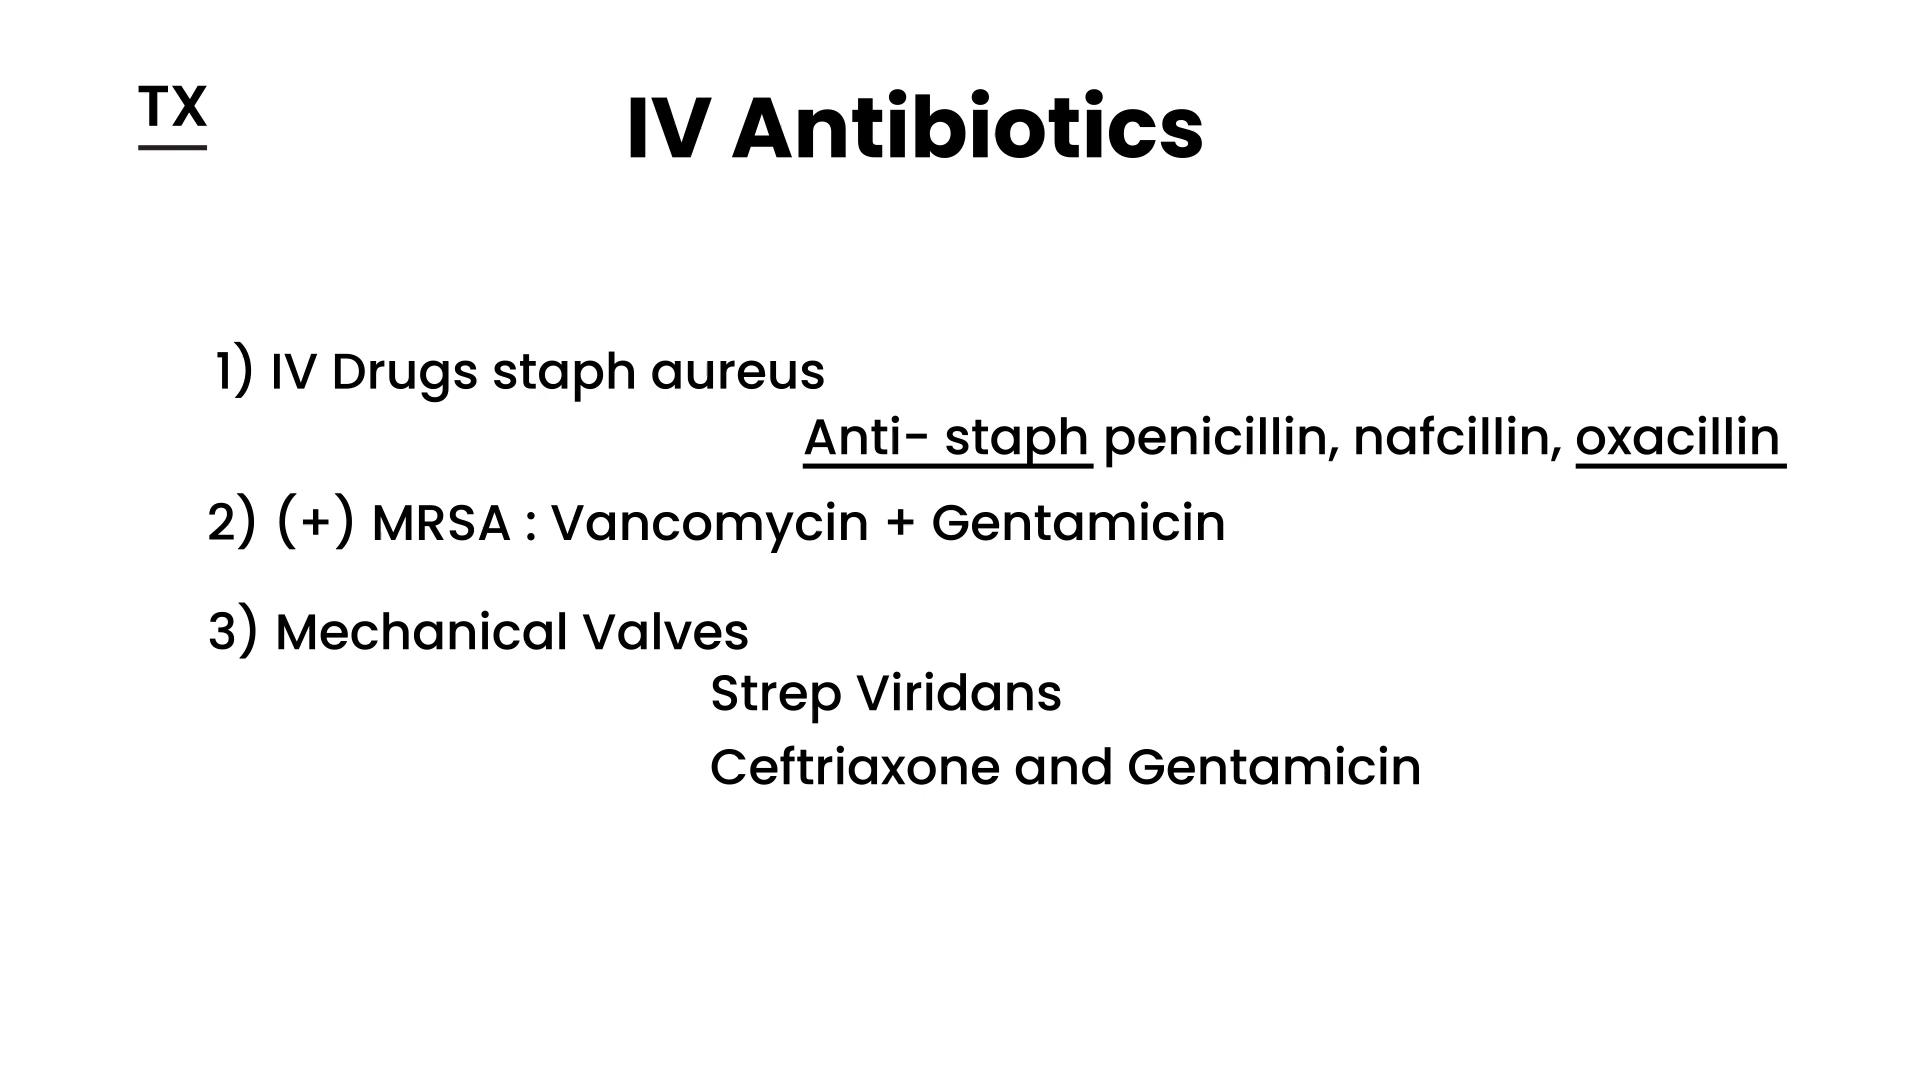 TX
IV Antibiotics
1) IV Drugs staph aureus
Anti- staph penicillin, nafcillin, oxacillin
2) (+) MRSA : Vancomycin + Gentamicin
3) Mechanical Valves
Strep Viridans
Ceftriaxone and Gentamicin